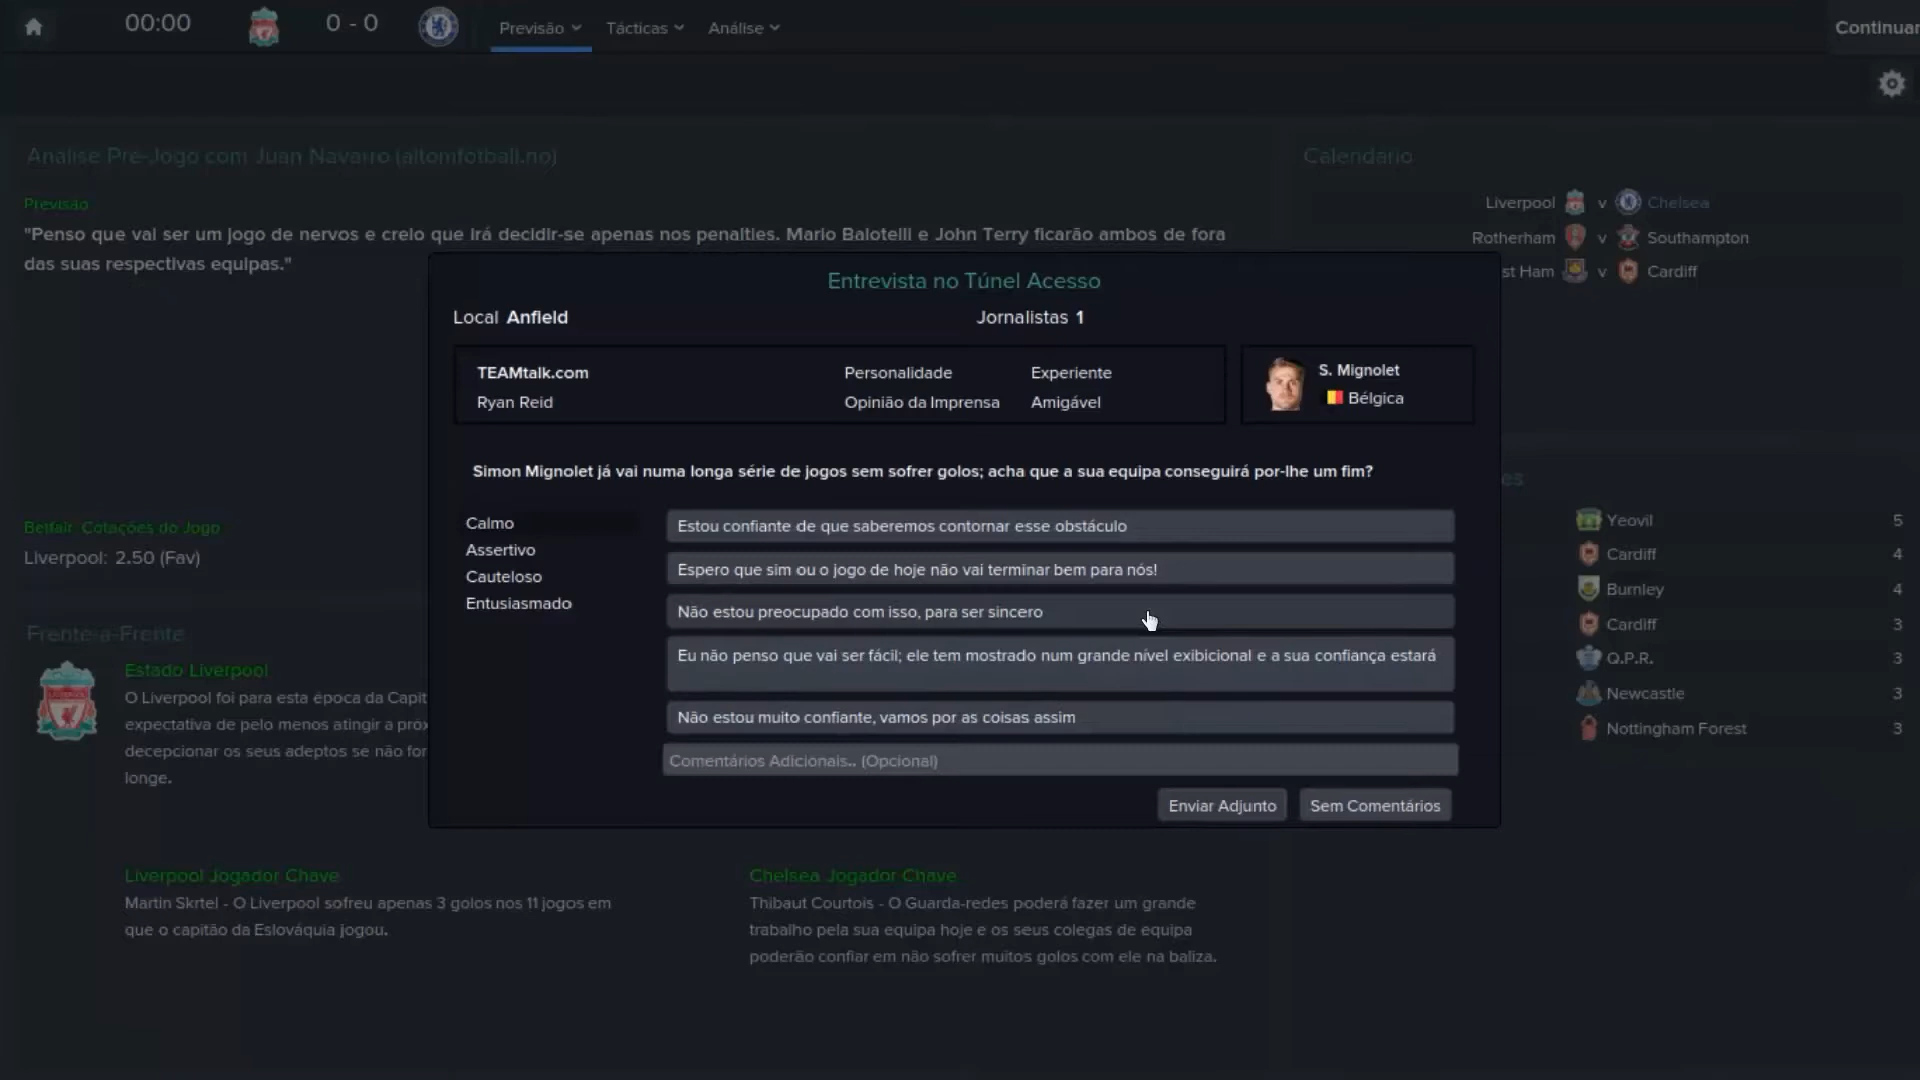 00:00
0 - 0
Previsão
Tácticas
Análise
Continuar
Análise Pré-Jogo com Juan Navarro (altomfotball.no)
Calendário
Previsão
"Penso que vai ser um jogo de nervos e creio que irá decidir-se apenas nos penalties. Mario Balotelli e John Terry ficarão ambos de fora
das suas respectivas equipas."
Liverpool v Chelsea
Rotherham v Southampton
st Ham v Cardiff
Entrevista no Túnel Acesso
Local Anfield
Jornalistas 1
TEAMtalk.com
Personalidade
Experiente
Ryan Reid
Opinião da Imprensa
Amigável
S. Mignolet
Bélgica
Simon Mignolet já vai numa longa série de jogos sem sofrer golos; acha que a sua equipa conseguirá por-lhe um fim?
Calmo
Assertivo
Cauteloso
Entusiasmado
Estou confiante de que saberemos contornar esse obstáculo
Espero que sim ou o jogo de hoje não vai terminar bem para nós!
Não estou preocupado com isso, para ser sincero
Eu não penso que vai ser fácil; ele tem mostrado num grande nível exibicional e a sua confiança estará
Não estou muito confiante, vamos por as coisas assim
Comentários Adicionais.. (Opcional)
Enviar Adjunto
Sem Comentários
Betfair: Cotações do Jogo
Liverpool: 2.50 (Fav)
es
Yeovil 5
Cardiff 4
Burnley 4
Cardiff 3
Q.P.R. 3
Newcastle 3
Nottingham Forest 3
Frente-a-Frente
Estado Liverpool
O Liverpool foi para esta época da Capit
expectativa de pelo menos atingir a próx
decepcionar os seus adeptos se não for
longe.
Liverpool Jogador Chave
Martin Skrtel - O Liverpool sofreu apenas 3 golos nos 11 jogos em
que o capitão da Eslováquia jogou.
Chelsea Jogador Chave
Thibaut Courtois - O Guarda-redes poderá fazer um grande
trabalho pela sua equipa hoje e os seus colegas de equipa
poderão confiar em não sofrer muitos golos com ele na baliza.